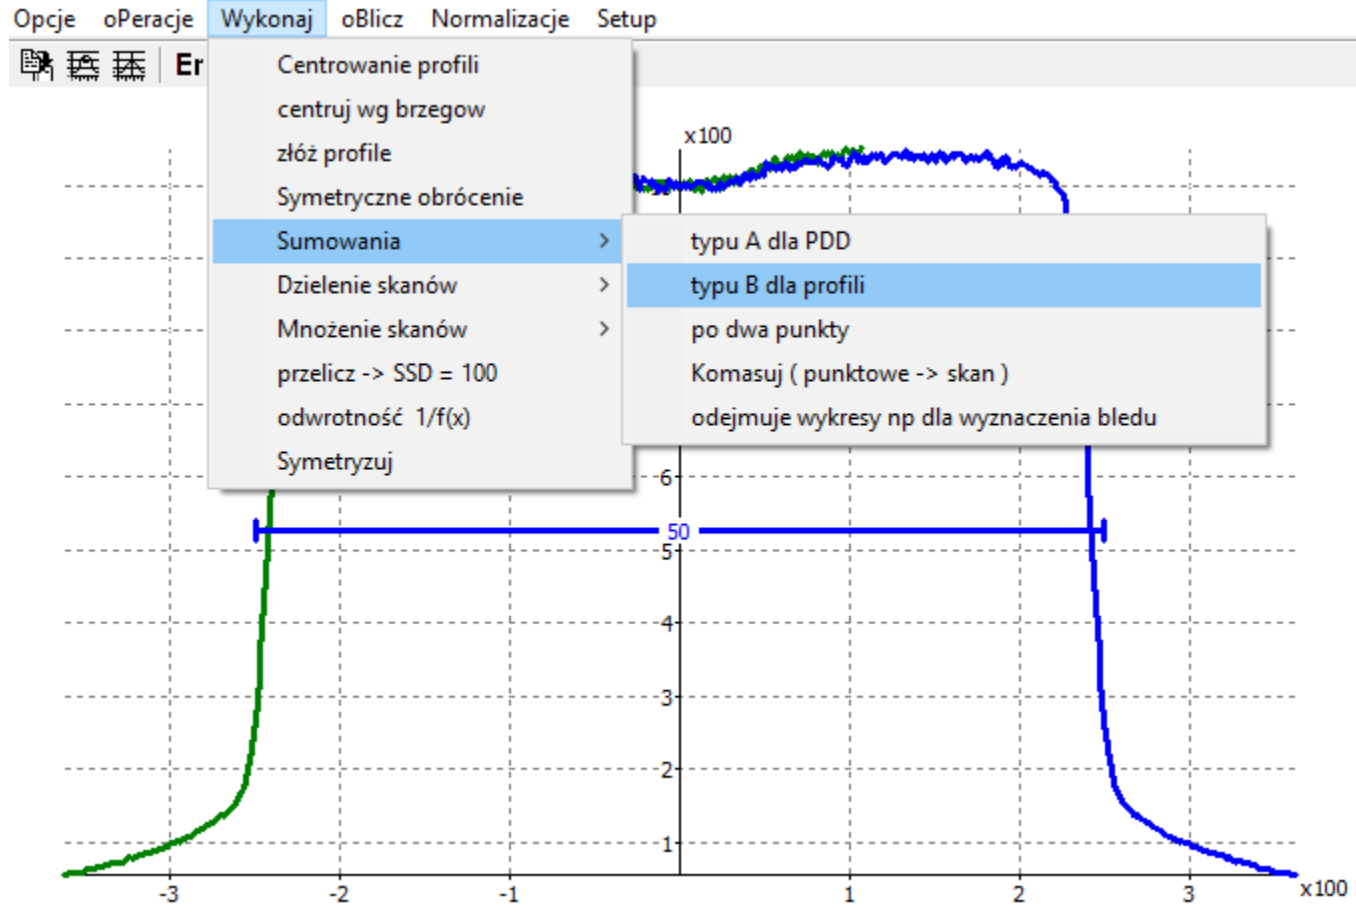 Opcje oPeracje Wykonaj oBlicz Normalizacje Setup
Er
Centrowanie profili
centruj wg brzegow
złóż profile
Symetryczne obrócenie
Sumowania
Dzielenie skanów
Mnożenie skanów
przelicz -> SSD = 100
odwrotność 1/f(x)
Symetryzuj
typu A dla PDD
typu B dla profili
po dwa punkty
Komasuj ( punktowe -> skan )
odejmuje wykresy np dla wyznaczenia bledu
x100
6
50
5
4
3
2
1
-3 -2 -1 1 2 3 x100